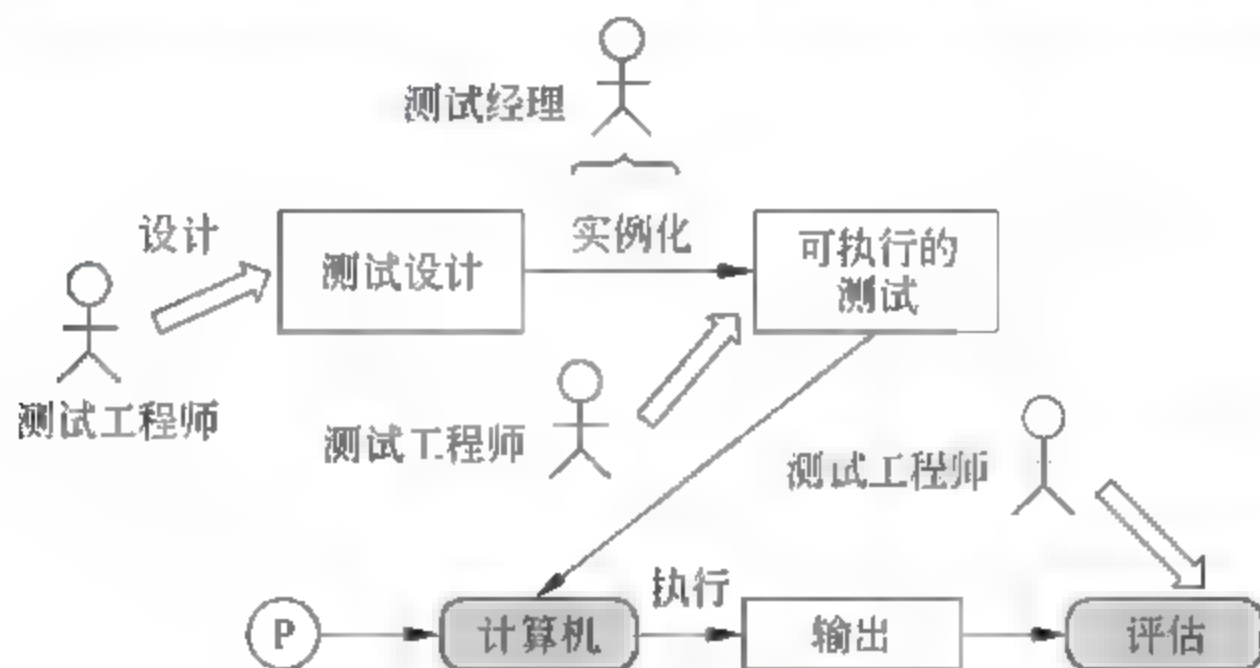 测试经理
设计
测试设计
实例化
可执行的
测试
测试工程师
测试工程师
测试工程师
执行
P
计算机
输出
评估